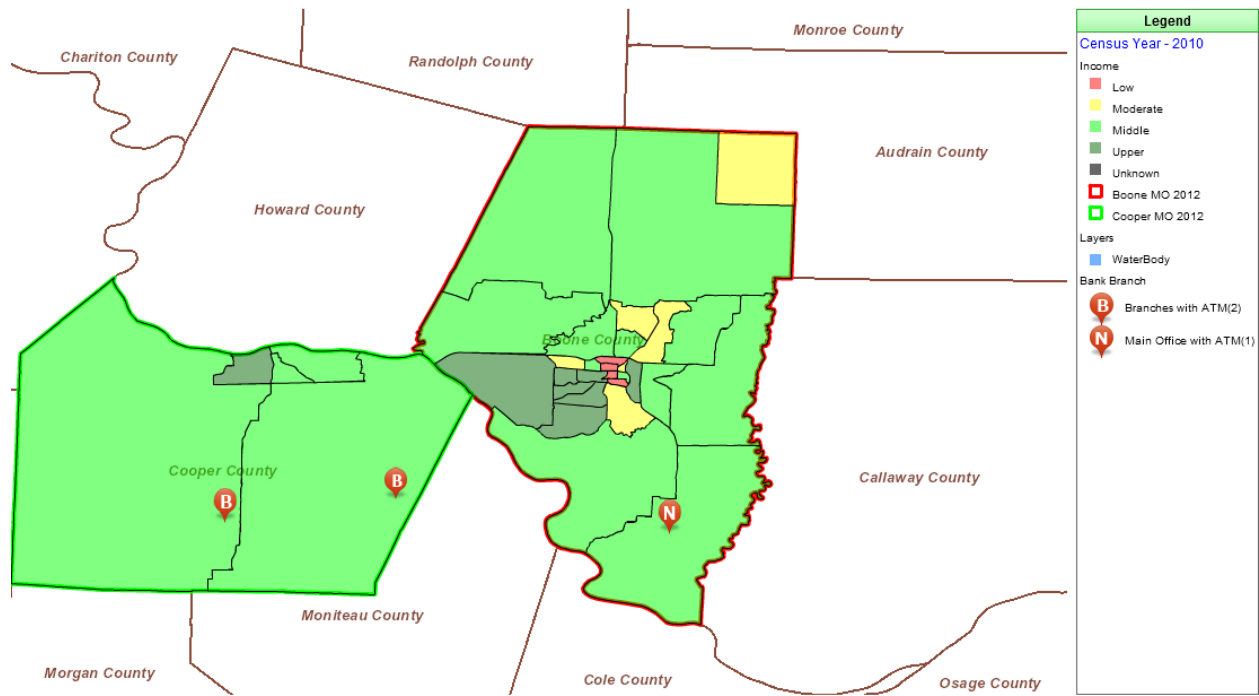 Chariton County
Randolph County
Monroe County
Audrain County
Howard County
Boone County
Cooper County
Callaway County
Moniteau County
Morgan County
Cole County
Osage County
B
B
N
Legend
Census Year - 2010
Income
Low
Moderate
Middle
Upper
Unknown
Boone MO 2012
Cooper MO 2012
Layers
WaterBody
Bank Branch
B Branches with ATM(2)
N Main Office with ATM(1)